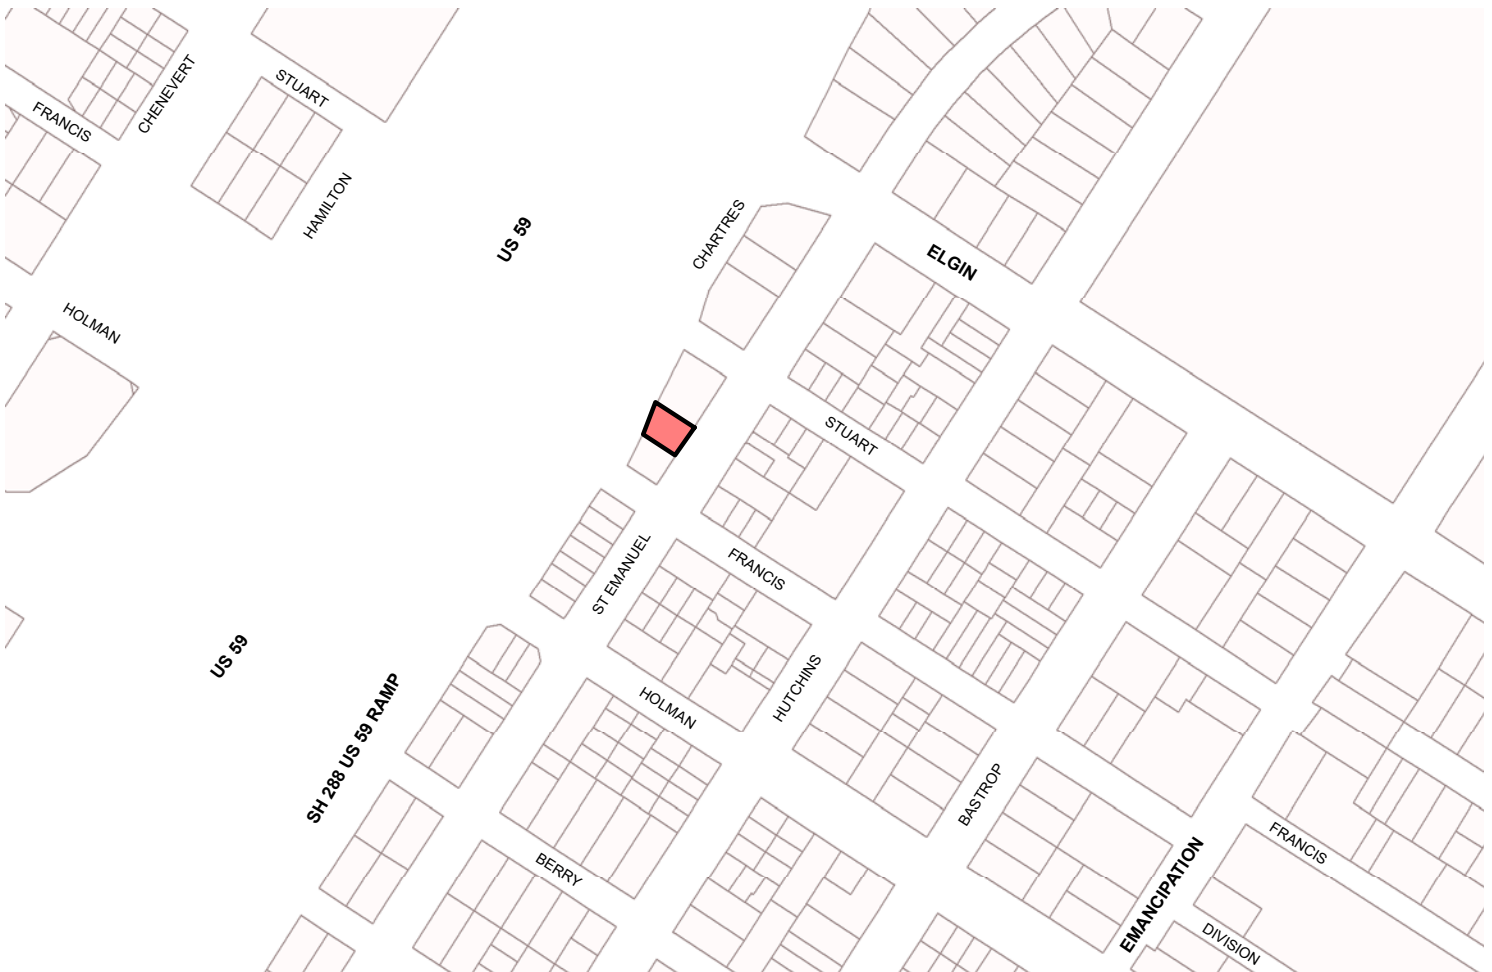 CHENEVERT
STUART
FRANCIS
HAMILTON
US 59
CHARTRES
ELGIN
HOLMAN
STUART
FRANCIS
ST EMANUEL
US 59
HUTCHINS
HOLMAN
SH 288 US 59 RAMP
BASTROP
BERRY
EMANCIPATION
FRANCIS
DIVISION